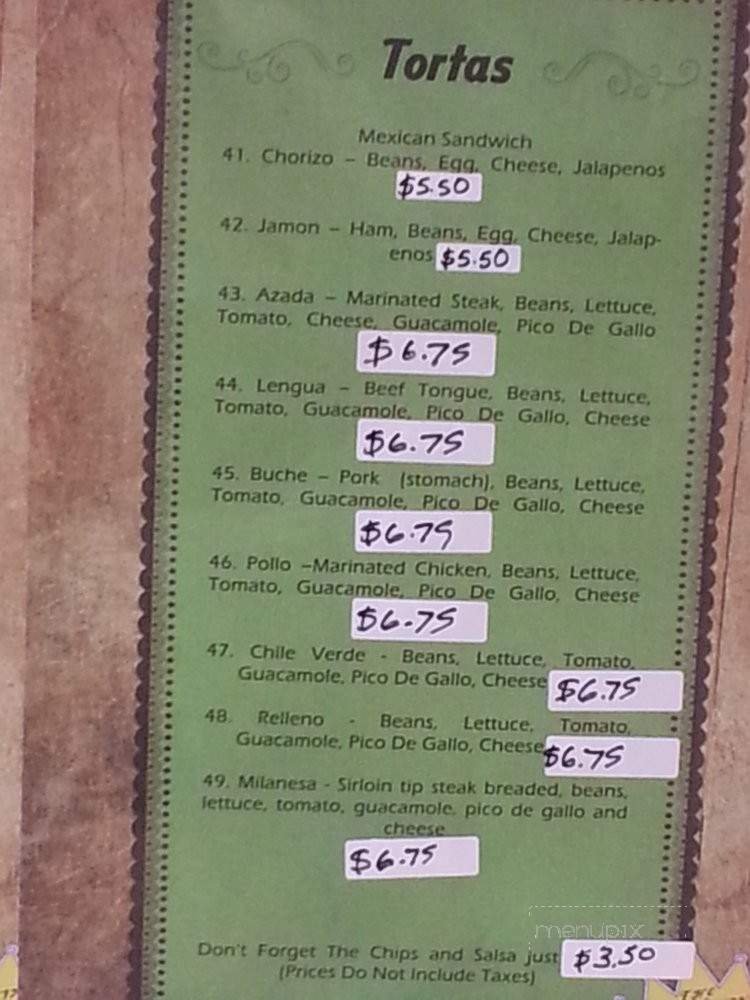 Tortas
Mexican Sandwich
41. Chorizo – Beans, Egg, Cheese, Jalapenos
$5.50
42. Jamon – Ham, Beans, Egg, Cheese, Jalap-
enos $5.50
43. Azada – Marinated Steak, Beans, Lettuce,
Tomato, Cheese, Guacamole, Pico De Gallo
$6.75
44. Lengua – Beef Tongue, Beans, Lettuce,
Tomato, Guacamole, Pico De Gallo, Cheese
$6.75
45. Buche – Pork (stomach), Beans, Lettuce,
Tomato, Guacamole, Pico De Gallo, Cheese
$6.75
46. Pollo –Marinated Chicken, Beans, Lettuce,
Tomato, Guacamole, Pico De Gallo, Cheese
$6.75
47. Chile Verde - Beans, Lettuce, Tomato,
Guacamole, Pico De Gallo, Cheese $6.75
48. Relleno - Beans, Lettuce, Tomato,
Guacamole, Pico De Gallo, Cheese $6.75
49. Milanesa - Sirloin tip steak breaded, beans,
lettuce, tomato, guacamole, pico de gallo and
cheese
$6.75
menupix
Don't Forget The Chips and Salsa just $3.50
(Prices Do Not Include Taxes)